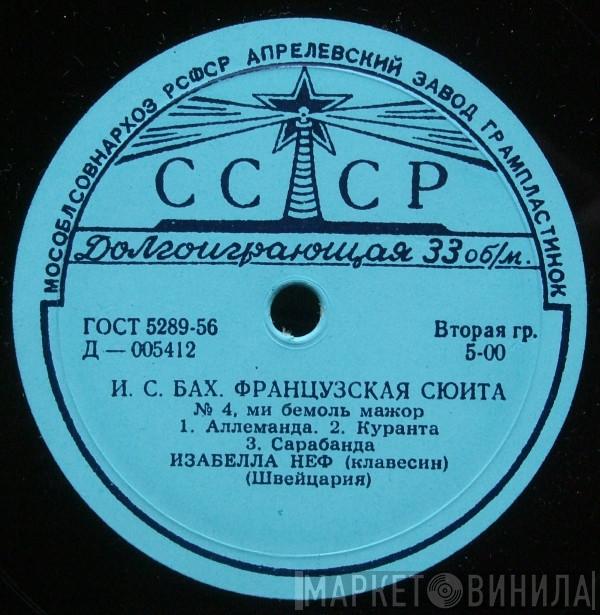 МОСОБЛСОВНАРХОЗ РСФСР АПРЕЛЕВСКИЙ ЗАВОД ГРАМПЛАСТИНОК
СССР
Долгоиграющая 33 об/м.
ГОСТ 5289-56
Д — 005412
Вторая гр.
5-00
И. С. БАХ. ФРАНЦУЗСКАЯ СЮИТА
№ 4, ми бемоль мажор
1. Аллеманда. 2. Куранта
3. Сарабанда
ИЗАБЕЛЛА НЕФ (клавесин)
(Швейцария)
МАРКЕТ ВИНИЛА